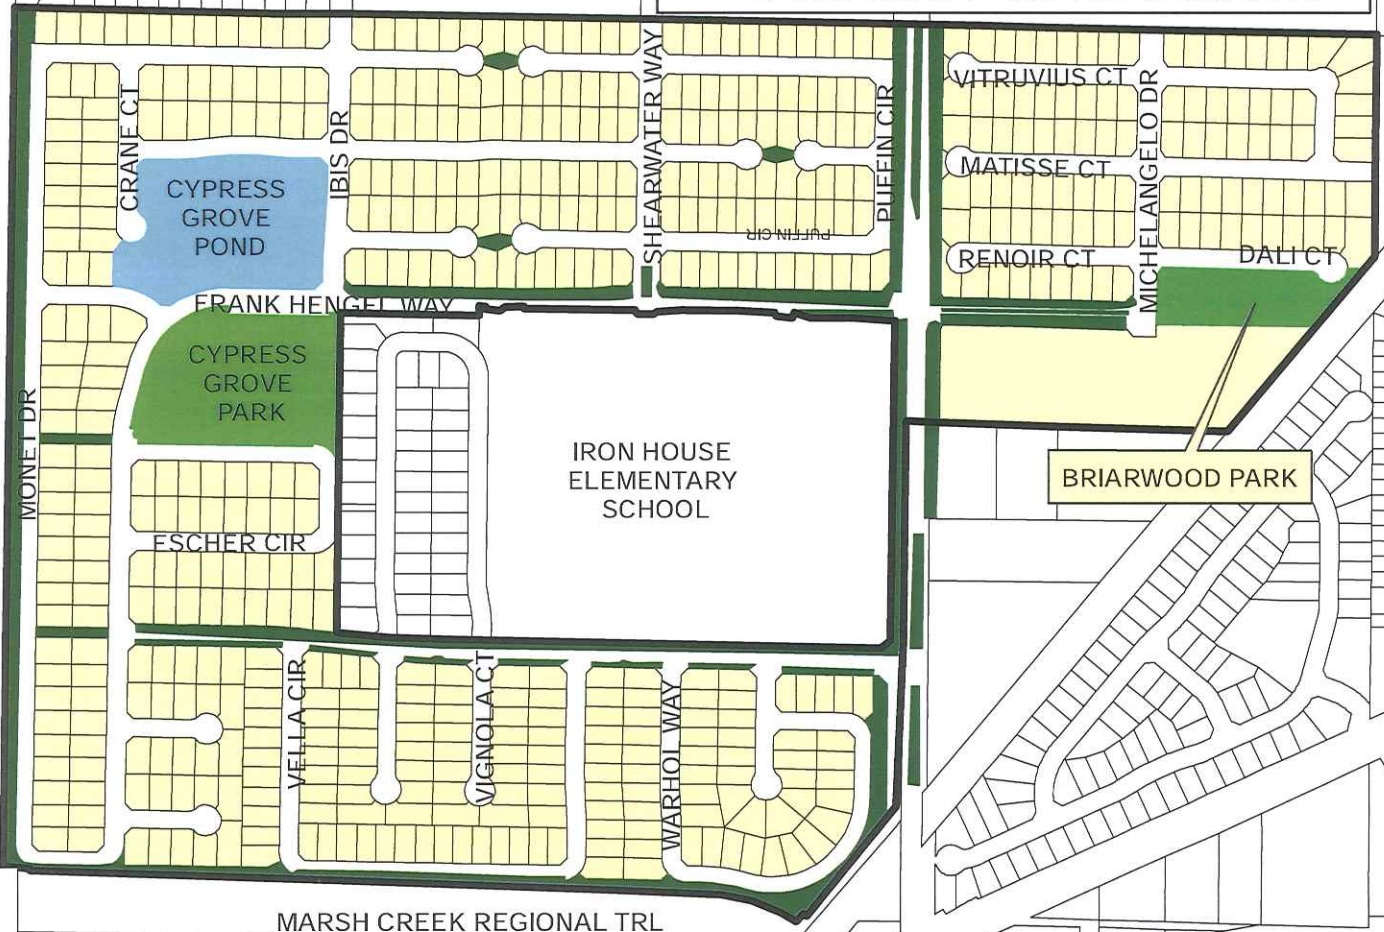 VITRUVIUS CT
CRANE CT
IBIS DR
SHEARWATER WAY
PUFFIN CIR
MICHELANGELO DR
MATISSE CT
CYPRESS
GROVE
POND
PUFFIN CIR
RENOIR CT
DALI CT
FRANK HENGEL WAY
CYPRESS
GROVE
PARK
MONET DR
IRON HOUSE
ELEMENTARY
SCHOOL
BRIARWOOD PARK
ESCHER CIR
VELLA CIR
VIGNOLA CT
WARHOL WAY
MARSH CREEK REGIONAL TRL